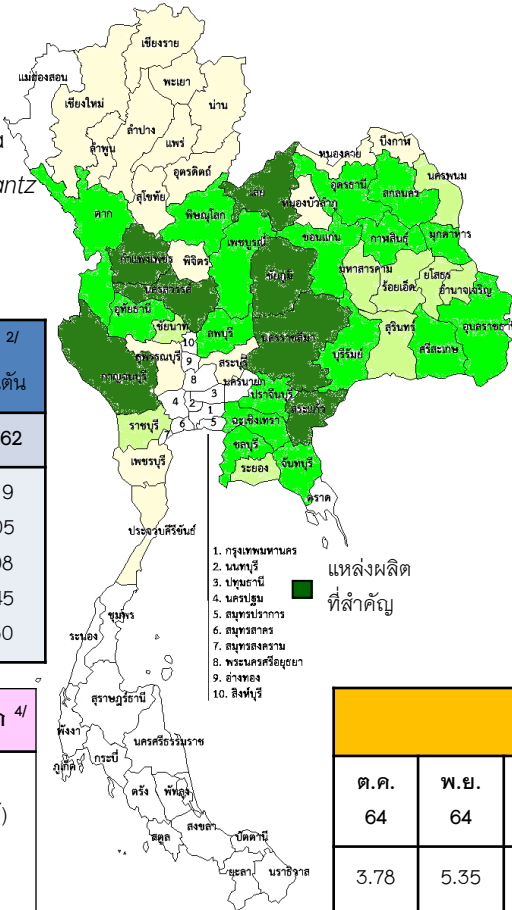 เชียงราย
แม่ฮ่องสอน
พะเยา
เชียงใหม่
น่าน
ลำปาง
ลำพูน
แพร่
อุตรดิตถ์
antz
สุโขทัย
ตาก
พิษณุโลก
เลย
หนองคาย
บึงกาฬ
อุดรธานี
สกลนคร
นครพนม
หนองบัวลำภู
เพชรบูรณ์
ขอนแก่น
กาฬสินธุ์
มุกดาหาร
กำแพงเพชร
พิจิตร
ชัยภูมิ
มหาสารคาม
ร้อยเอ็ด
ยโสธร
อำนาจเจริญ
นครสวรรค์
อุทัยธานี
ชัยนาท
ลพบุรี
นครราชสีมา
บุรีรัมย์
สุรินทร์
ศรีสะเกษ
อุบลราชธานี
สุพรรณบุรี
สระบุรี
กาญจนบุรี
นครนายก
ปราจีนบุรี
10
9
8
3
4
2
1
6
5
สระแก้ว
ฉะเชิงเทรา
ราชบุรี
ชลบุรี
ระยอง
จันทบุรี
ตราด
เพชรบุรี
ประจวบคีรีขันธ์
2/
ตัน
62
9
05
98
45
50
1. กรุงเทพมหานคร
2. นนทบุรี
3. ปทุมธานี
4. นครปฐม
5. สมุทรปราการ
6. สมุทรสาคร
7. สมุทรสงคราม
8. พระนครศรีอยุธยา
9. อ่างทอง
10. สิงห์บุรี
แหล่งผลิต
ที่สำคัญ
ชุมพร
ระนอง
สุราษฎร์ธานี
พังงา
ภูเก็ต
กระบี่
นครศรีธรรมราช
ตรัง
พัทลุง
สตูล
สงขลา
ปัตตานี
ยะลา
นราธิวาส
4/
ต.ค. พ.ย.
64 64
3.78 5.35